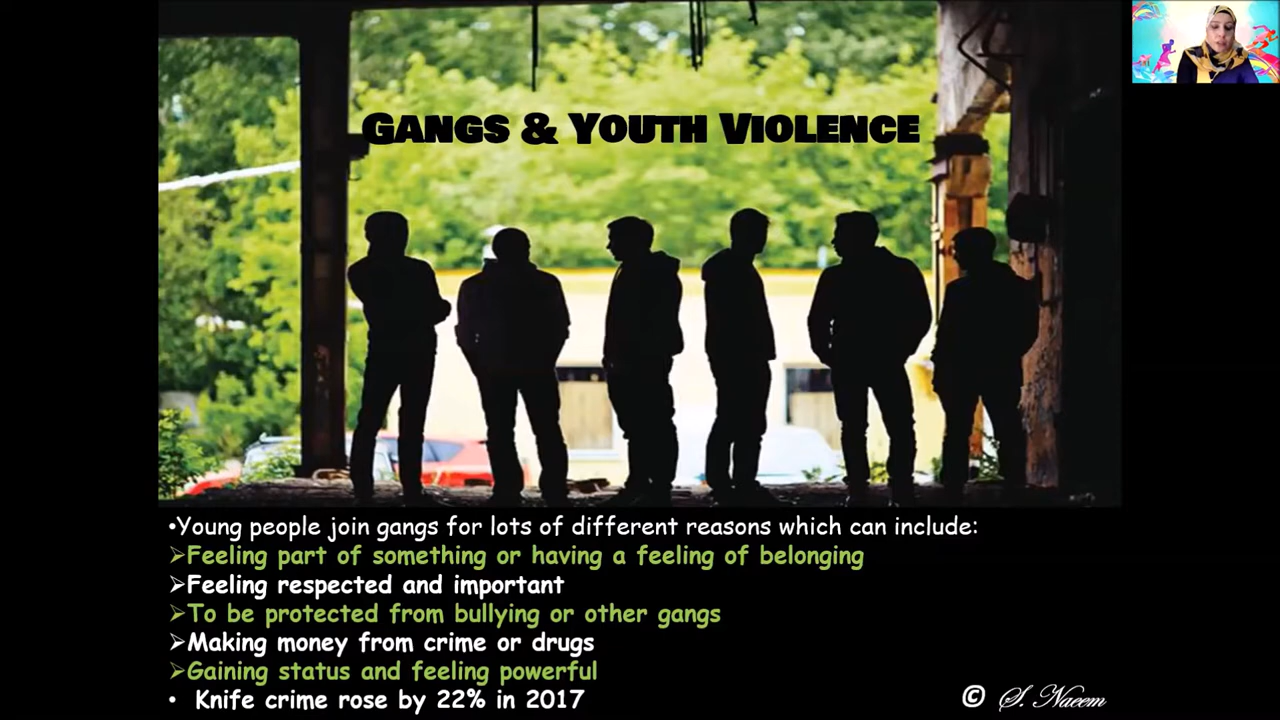 GANGS & YOUTH VIOLENCE
•Young people join gangs for lots of different reasons which can include:
➢Feeling part of something or having a feeling of belonging
➢Feeling respected and important
➢To be protected from bullying or other gangs
➢Making money from crime or drugs
➢Gaining status and feeling powerful
• Knife crime rose by 22% in 2017
© S. Naeem